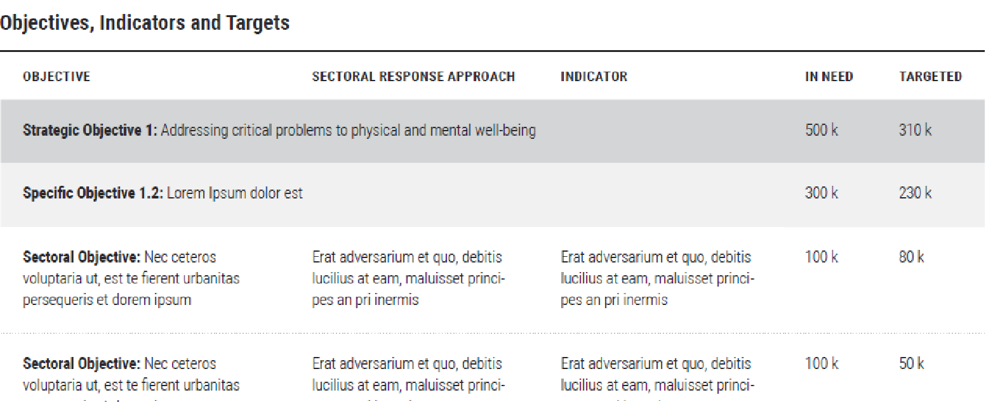 Objectives, Indicators and Targets
OBJECTIVE SECTORAL RESPONSE APPROACH INDICATOR IN NEED TARGETED
Strategic Objective 1: Addressing critical problems to physical and mental well-being 500 k 310 k
Specific Objective 1.2: Lorem Ipsum dolor est 300 k 230 k
Sectoral Objective: Nec ceteros Erat adversarium et quo, debitis Erat adversarium et quo, debitis 100 k 80 k
voluptaria ut, est te fierent urbanitas lucilius at eam, maluisset princi- lucilius at eam, maluisset princi-
persequeris et dorem ipsum pes an pri inermis pes an pri inermis
Sectoral Objective: Nec ceteros Erat adversarium et quo, debitis Erat adversarium et quo, debitis 100 k 50 k
voluptaria ut, est te fierent urbanitas lucilius at eam, maluisset princi- lucilius at eam, maluisset princi-